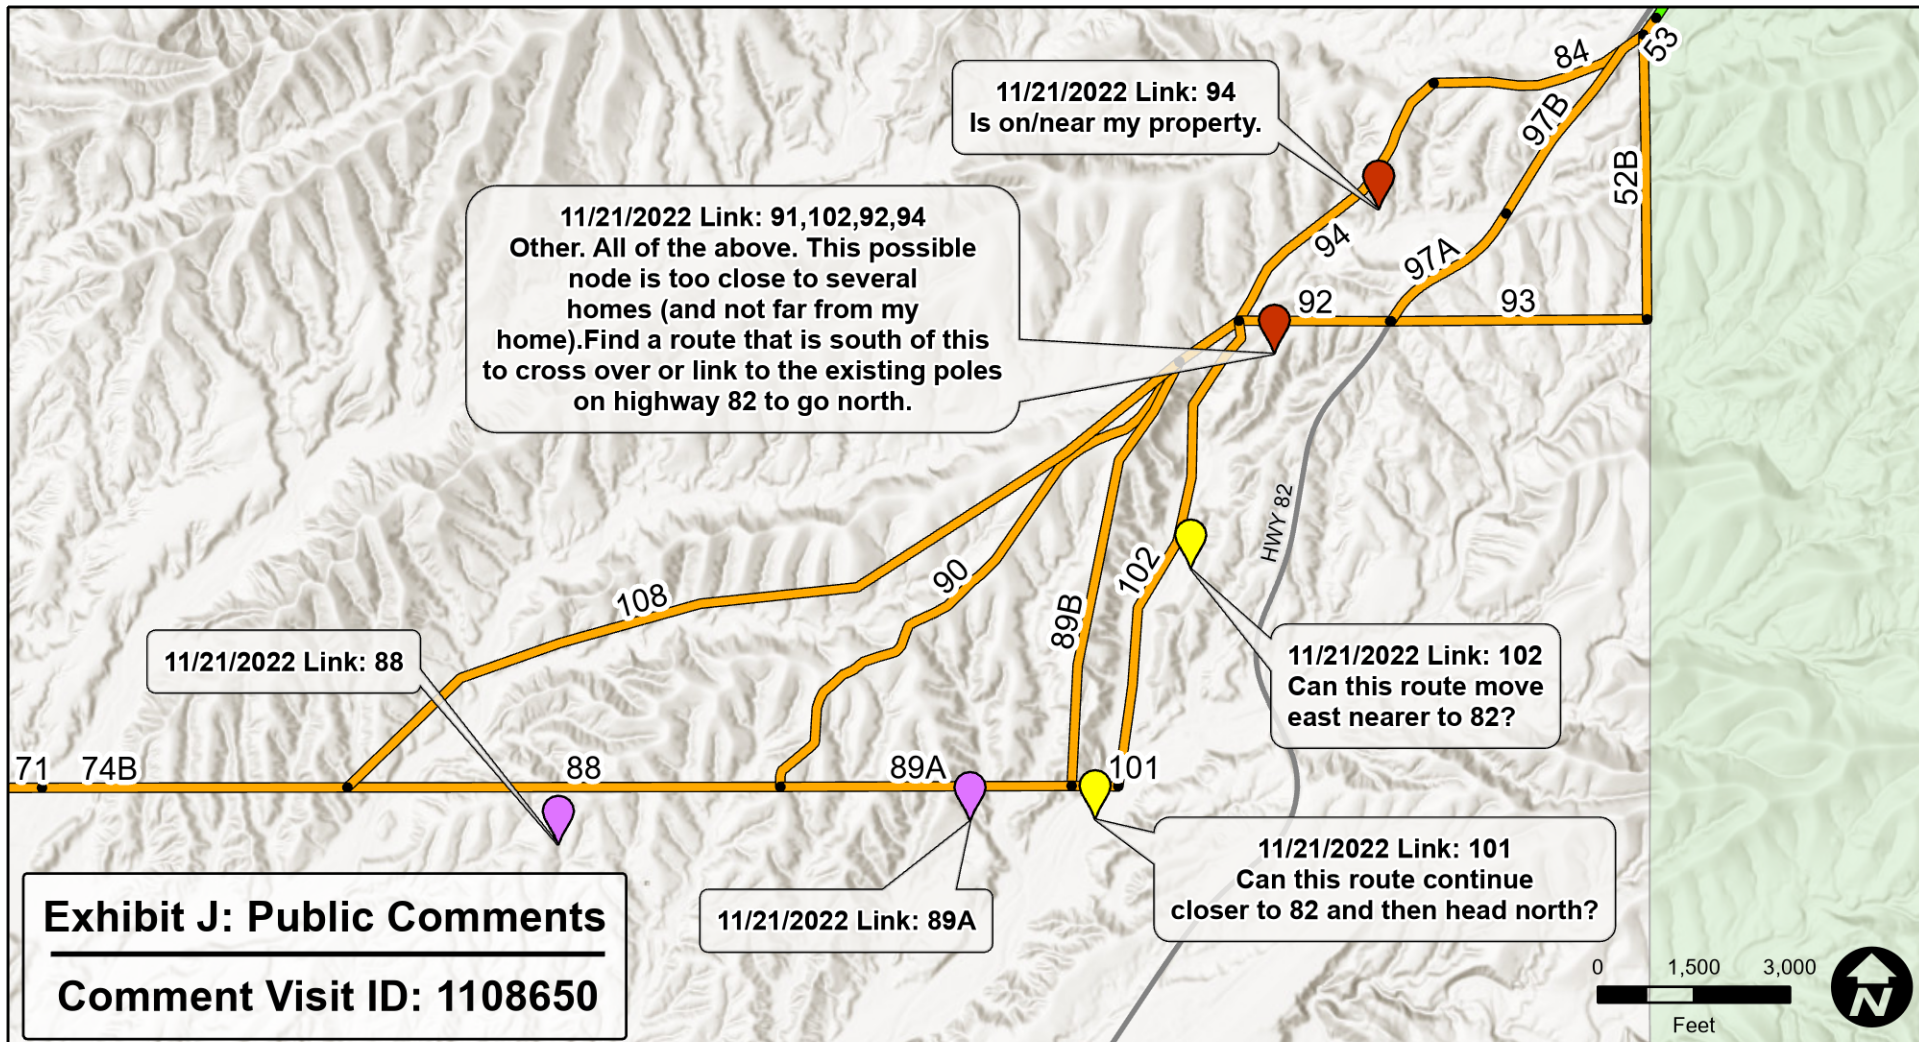 53
84
97B
52B
11/21/2022 Link: 94
Is on/near my property.
11/21/2022 Link: 91,102,92,94
Other. All of the above. This possible
node is too close to several
homes (and not far from my
home).Find a route that is south of this
to cross over or link to the existing poles
on highway 82 to go north.
94
97A
92
93
HWY 82
102
90
89B
108
11/21/2022 Link: 88
11/21/2022 Link: 102
Can this route move
east nearer to 82?
71
74B
88
89A
101
11/21/2022 Link: 101
Can this route continue
closer to 82 and then head north?
11/21/2022 Link: 89A
Exhibit J: Public Comments
Comment Visit ID: 1108650
0 1,500 3,000
Feet
N